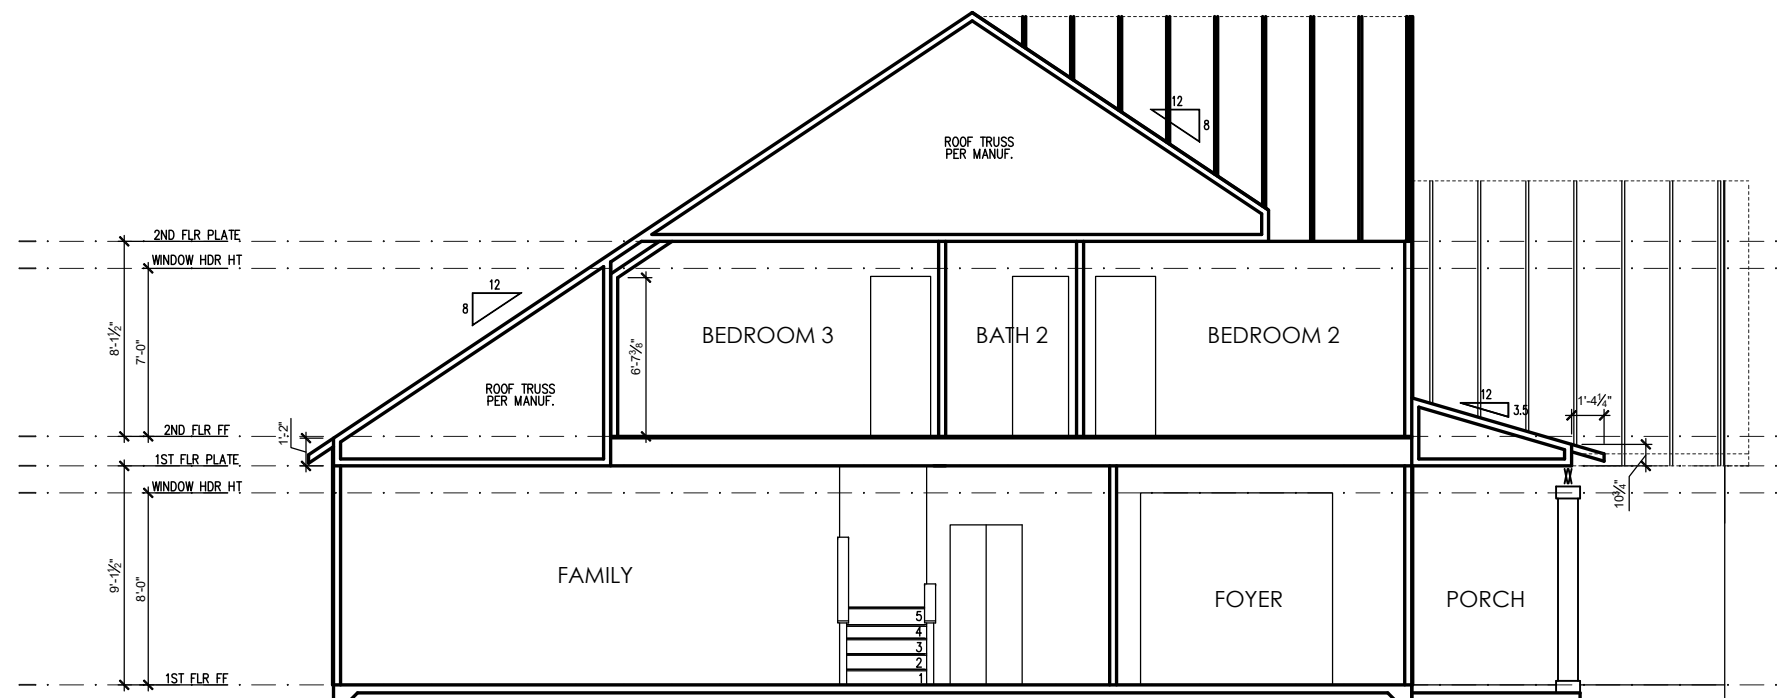 12
8
ROOF TRUSS
PER MANUF.
2ND FLR PLATE
WINDOW HDR HT
12
8
8'-1½"
7'-0"
6'-7⅜"
BEDROOM 3
BATH 2
BEDROOM 2
ROOF TRUSS
PER MANUF.
12
3.5
1'-4¼"
2ND FLR FF
1'-2"
1ST FLR PLATE
WINDOW HDR HT
10¾"
9'-1½"
8'-0"
FAMILY
FOYER
PORCH
5
4
3
2
1
1ST FLR FF